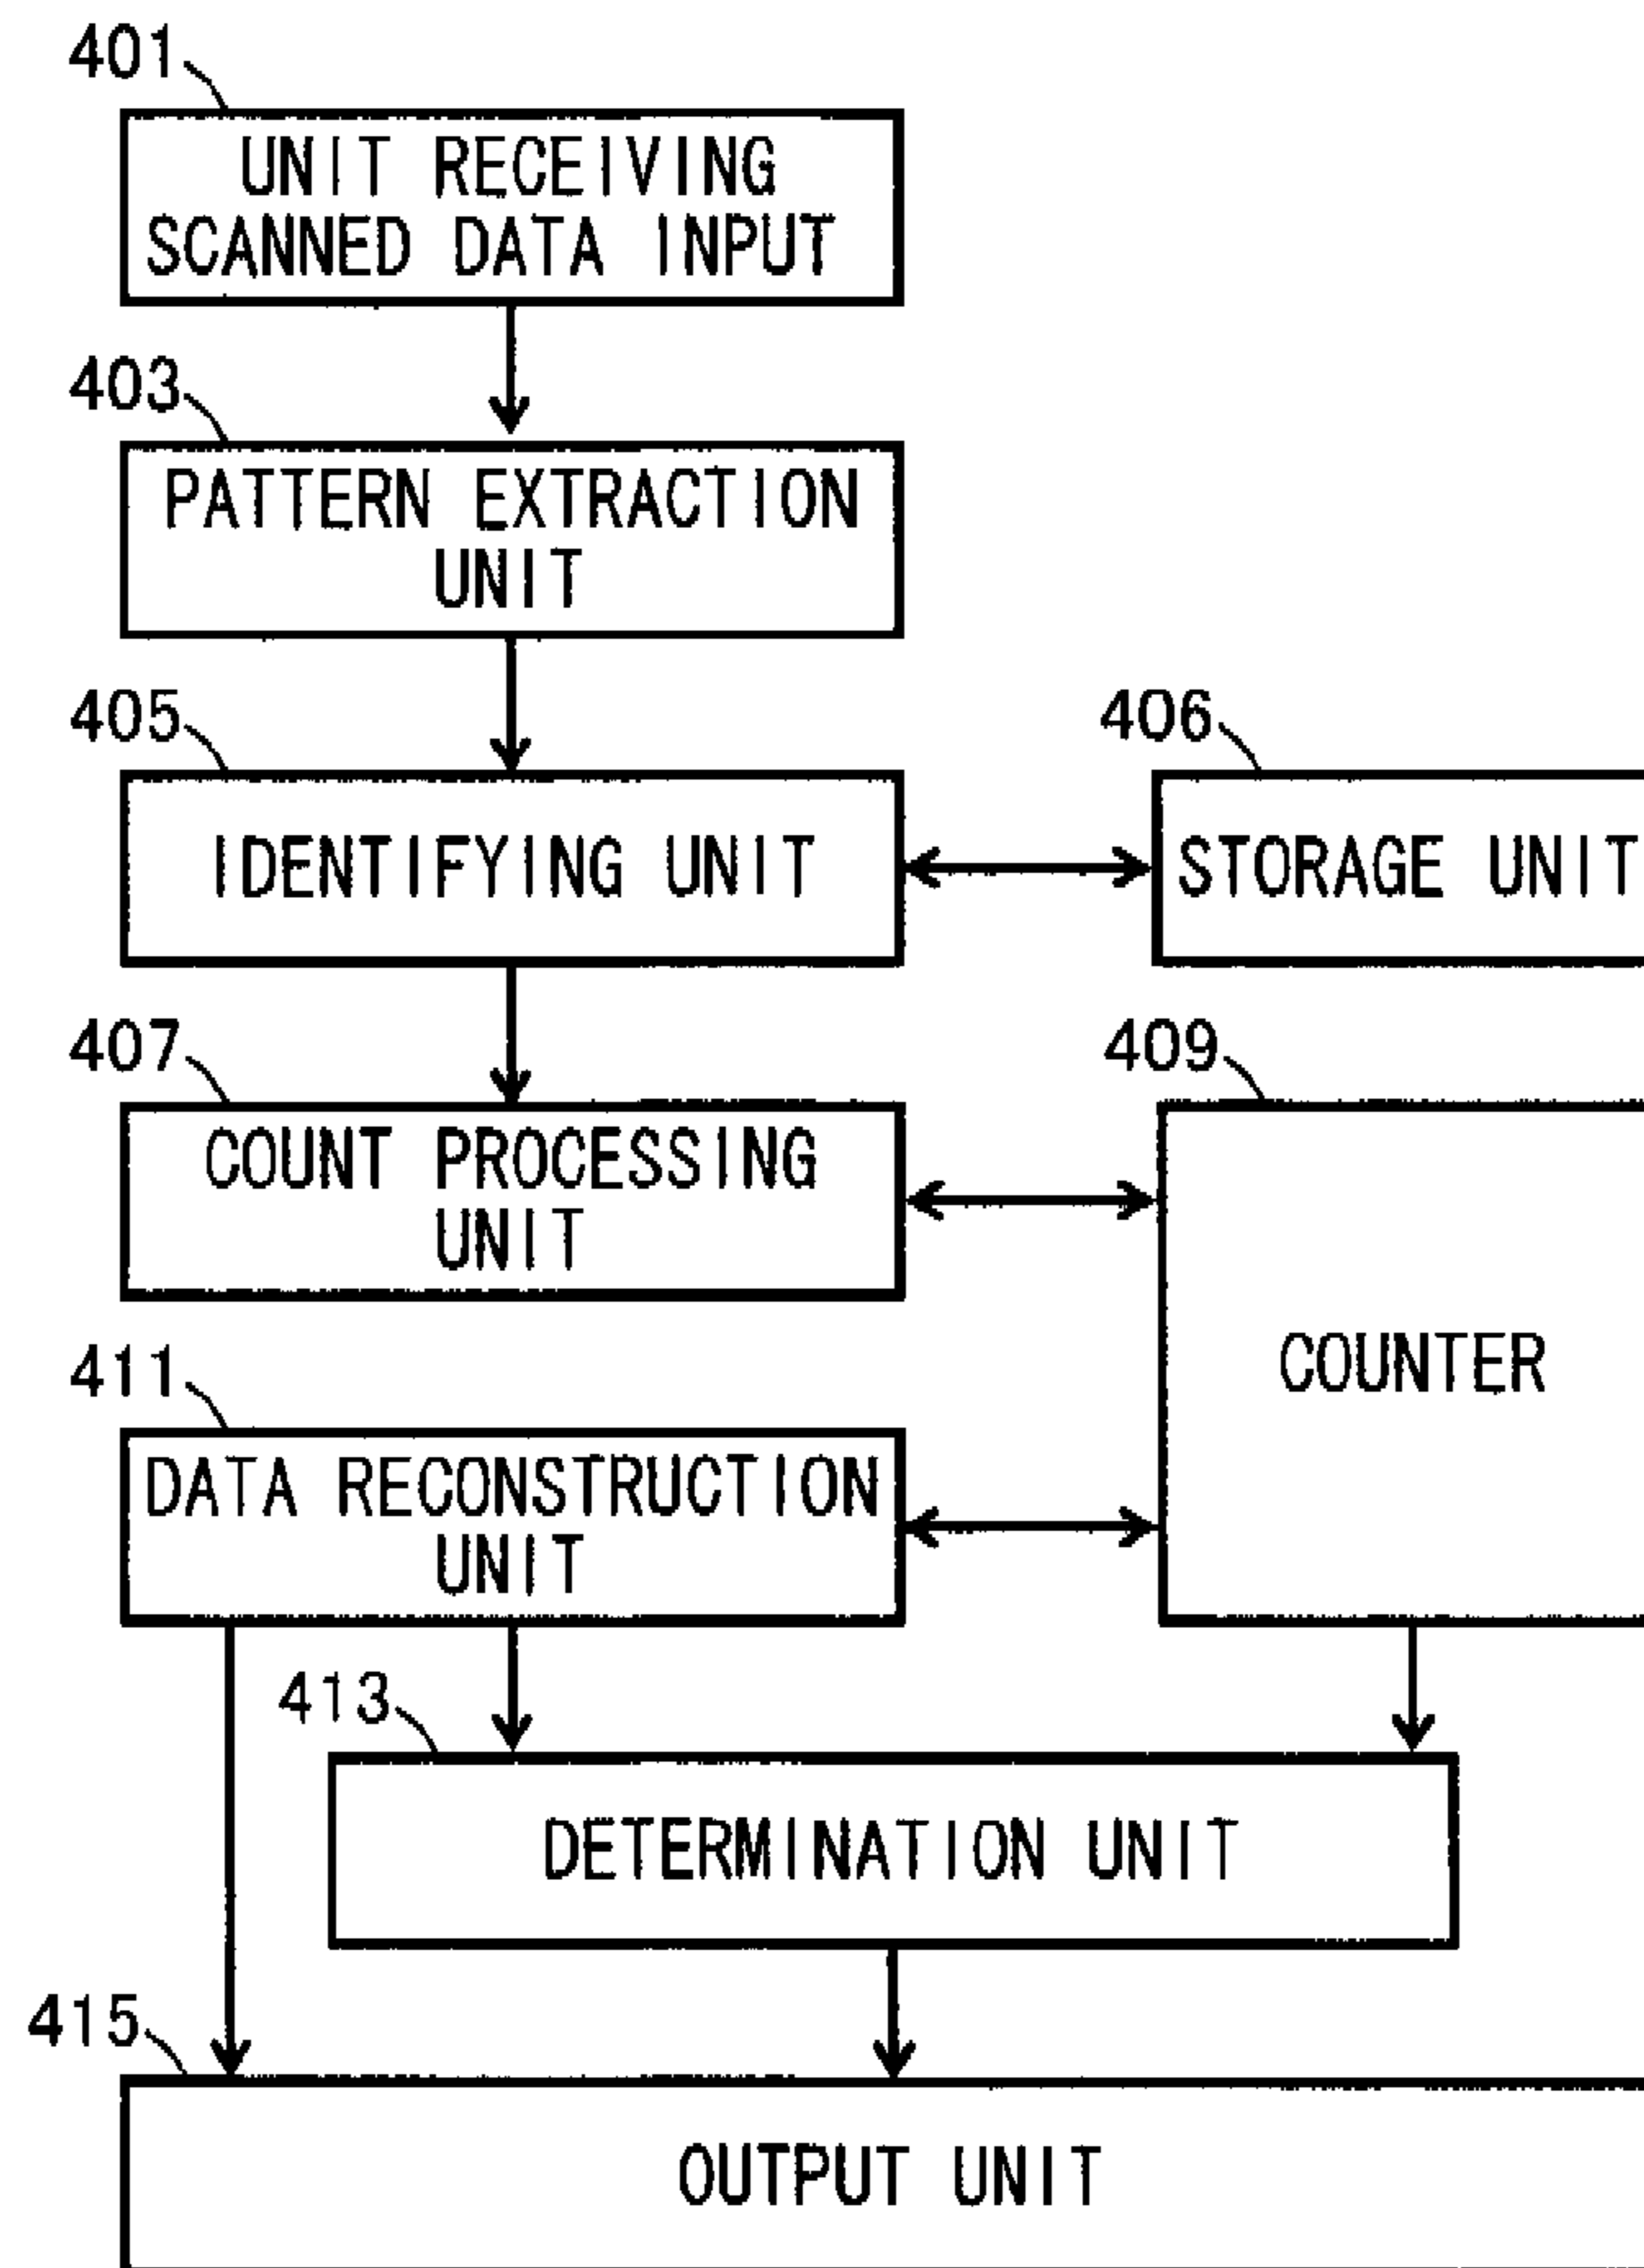 401
UNIT RECEIVING
SCANNED DATA INPUT
403
PATTERN EXTRACTION
UNIT
405
IDENTIFYING UNIT
406
STORAGE UNIT
407
COUNT PROCESSING
UNIT
409
COUNTER
411
DATA RECONSTRUCTION
UNIT
413
DETERMINATION UNIT
415
OUTPUT UNIT